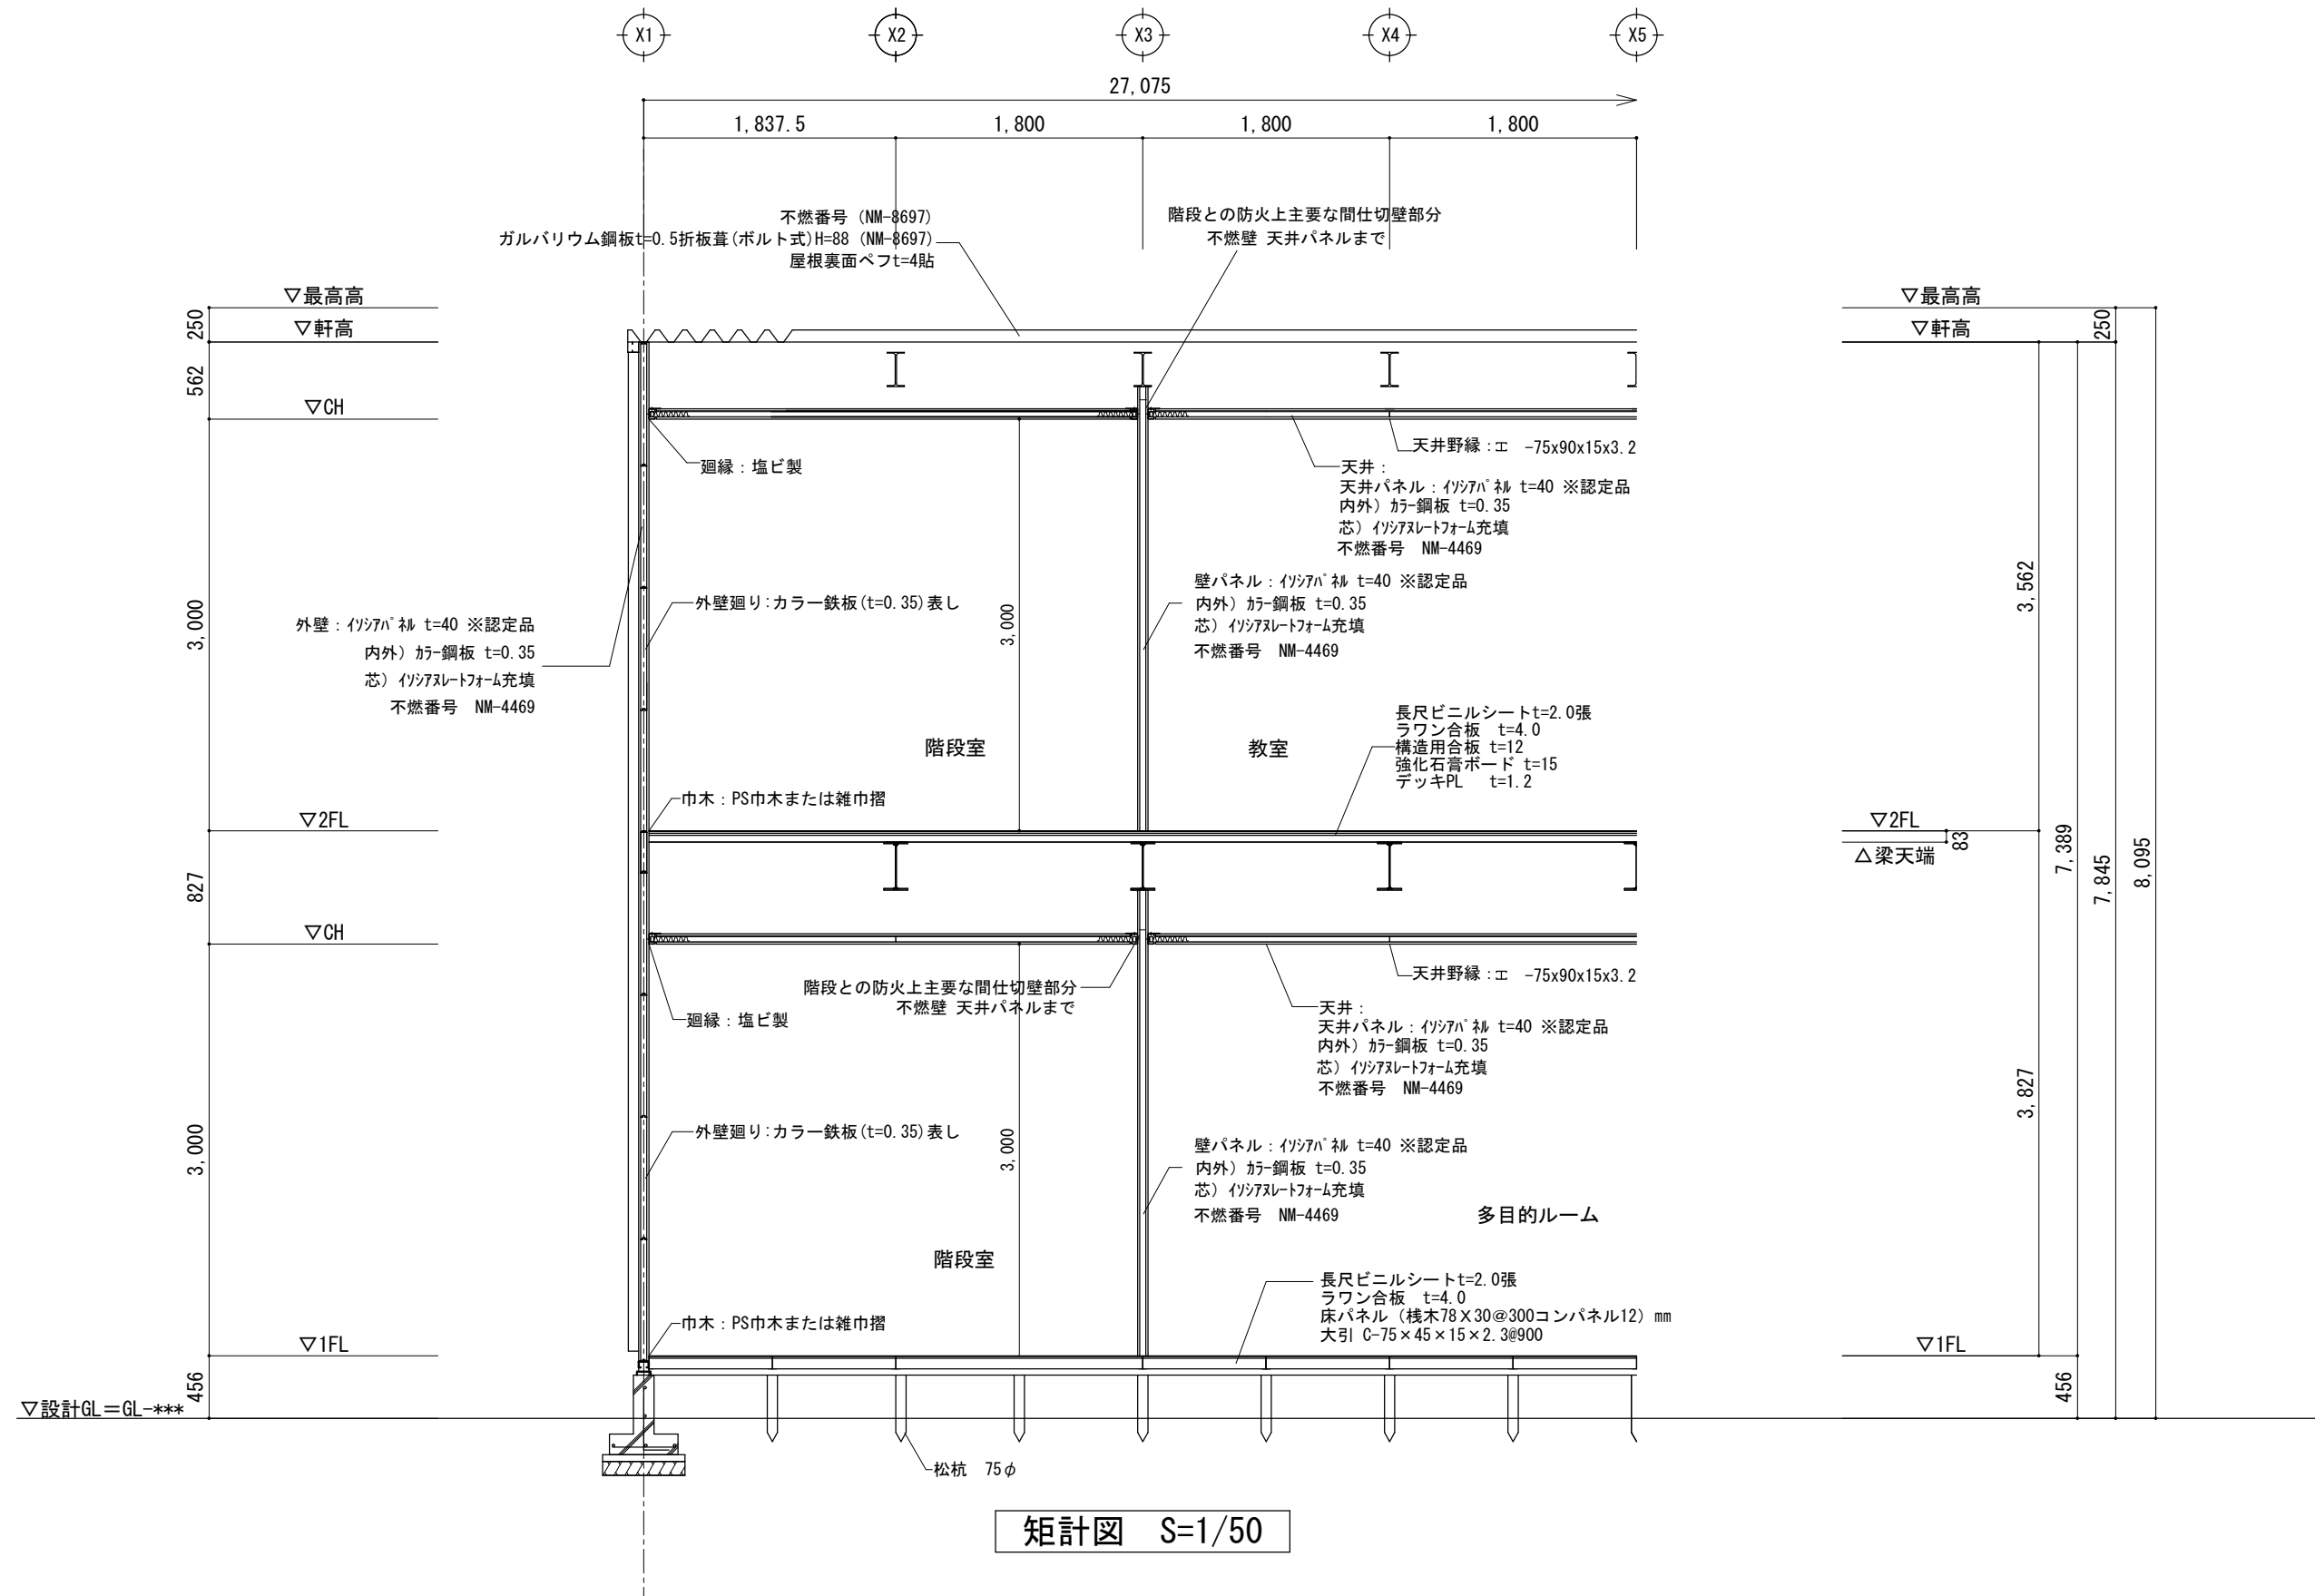 X1
X2
X3
X4
X5
27,075
1,837.5
1,800
1,800
1,800
不燃番号 (NM-8697)
ガルバリウム鋼板t=0.5折板葺(ボルト式)H=88 (NM-8697)
屋根裏面ペフt=4貼
階段との防火上主要な間仕切壁部分
不燃壁 天井パネルまで
▽最高高
250
▽軒高
562
▽CH
3,000
▽2FL
827
▽CH
3,000
▽1FL
456
▽設計GL=GL-***
廻縁:塩ビ製
天井野縁:エ -75x90x15x3.2
天井:
天井パネル:イソシアパネル t=40 ※認定品
内外) カラー鋼板 t=0.35
芯) イソシアヌレートフォーム充填
不燃番号 NM-4469
外壁廻り:カラー鉄板(t=0.35)表し
3,000
壁パネル:イソシアパネル t=40 ※認定品
内外) カラー鋼板 t=0.35
芯) イソシアヌレートフォーム充填
不燃番号 NM-4469
外壁:イソシアパネル t=40 ※認定品
内外) カラー鋼板 t=0.35
芯) イソシアヌレートフォーム充填
不燃番号 NM-4469
階段室
教室
長尺ビニルシートt=2.0張
ラワン合板 t=4.0
構造用合板 t=12
強化石膏ボード t=15
デッキPL t=1.2
巾木:PS巾木または雑巾摺
天井野縁:エ -75x90x15x3.2
階段との防火上主要な間仕切壁部分
不燃壁 天井パネルまで
廻縁:塩ビ製
天井:
天井パネル:イソシアパネル t=40 ※認定品
内外) カラー鋼板 t=0.35
芯) イソシアヌレートフォーム充填
不燃番号 NM-4469
外壁廻り:カラー鉄板(t=0.35)表し
3,000
壁パネル:イソシアパネル t=40 ※認定品
内外) カラー鋼板 t=0.35
芯) イソシアヌレートフォーム充填
不燃番号 NM-4469
多目的ルーム
階段室
長尺ビニルシートt=2.0張
ラワン合板 t=4.0
床パネル (桟木78×30@300コンパネル12) mm
大引 C-75×45×15×2.3@900
巾木:PS巾木または雑巾摺
松杭 75φ
▽最高高
250
▽軒高
3,562
▽2FL
83
△梁天端
7,389
7,845
8,095
3,827
▽1FL
456
矩計図 S=1/50